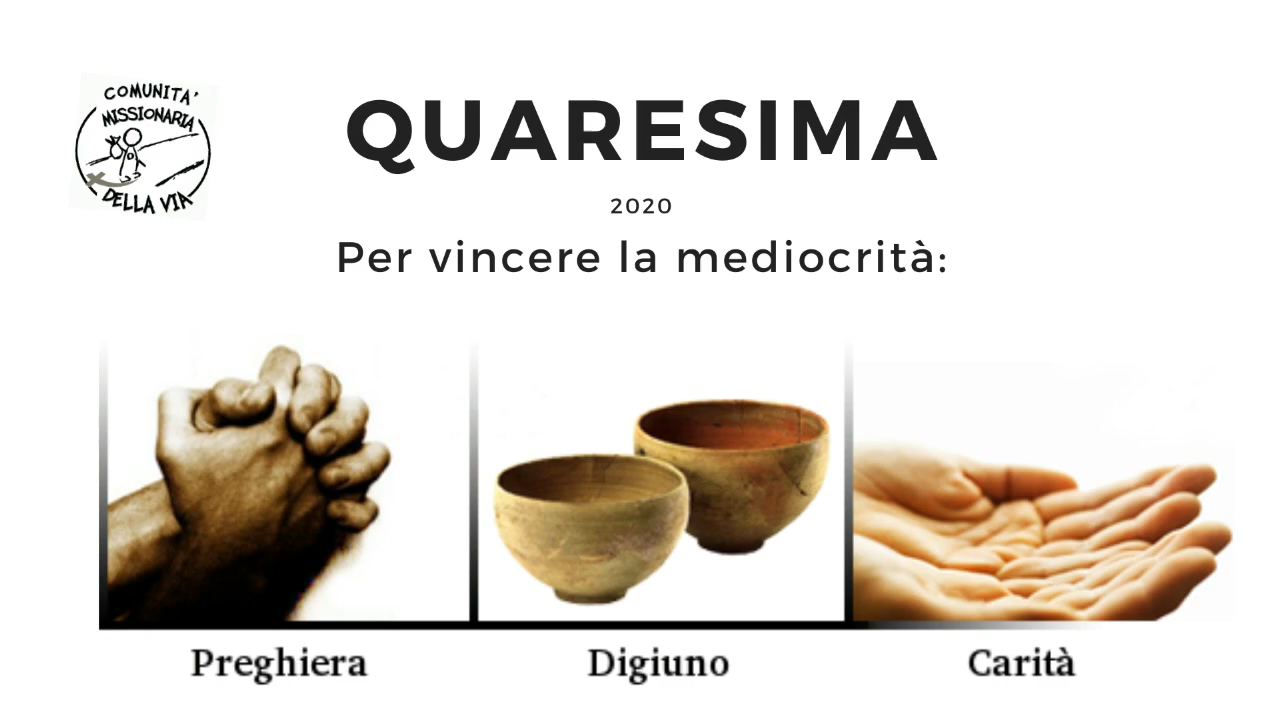 COMUNITA'
MISSIONARIA
DELLA VIA
QUARESIMA
2020
Per vincere la mediocrità:
Preghiera
Digiuno
Carità